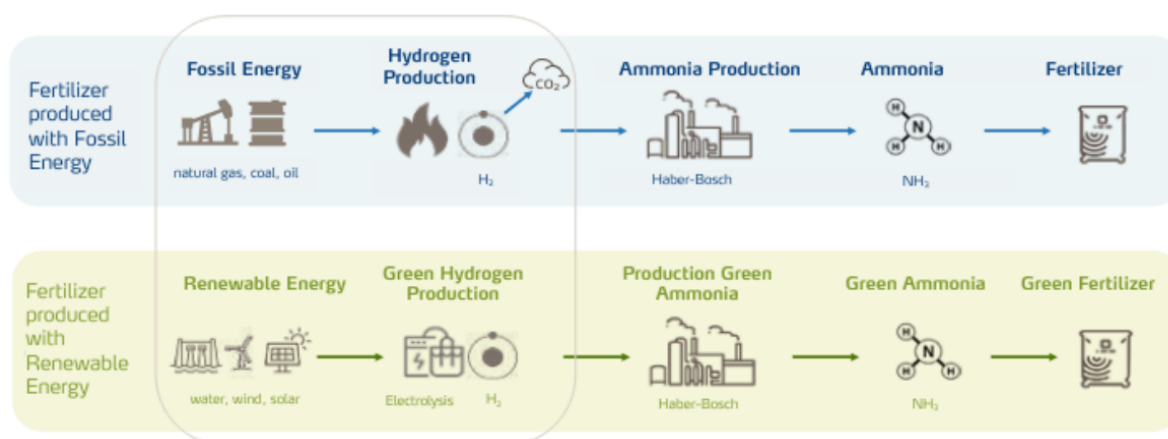 Fertilizer
produced
with Fossil
Energy
Fossil Energy
natural gas, coal, oil
Hydrogen
Production
CO₂
H₂
Ammonia Production
Haber-Bosch
Ammonia
H
N
H
H
NH₃
Fertilizer
Fertilizer
produced
with
Renewable
Energy
Renewable Energy
water, wind, solar
Green Hydrogen
Production
Electrolysis
H₂
Production Green
Ammonia
Haber-Bosch
Green Ammonia
H
N
H
H
NH₃
Green Fertilizer